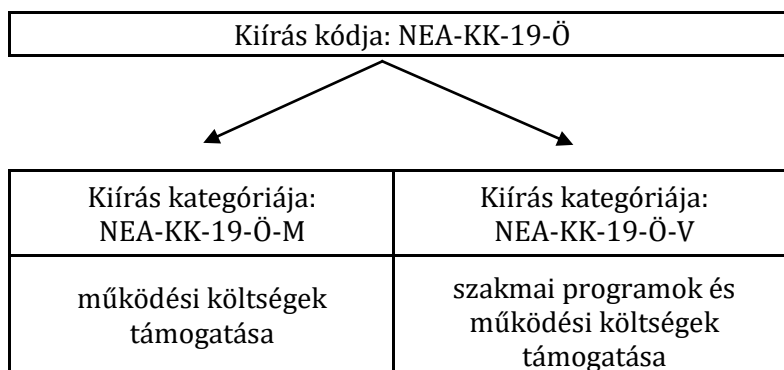 Kiírás kódja: NEA-KK-19-Ö
Kiírás kategóriája:
NEA-KK-19-Ö-M
Kiírás kategóriája:
NEA-KK-19-Ö-V
működési költségek
támogatása
szakmai programok és
működési költségek
támogatása